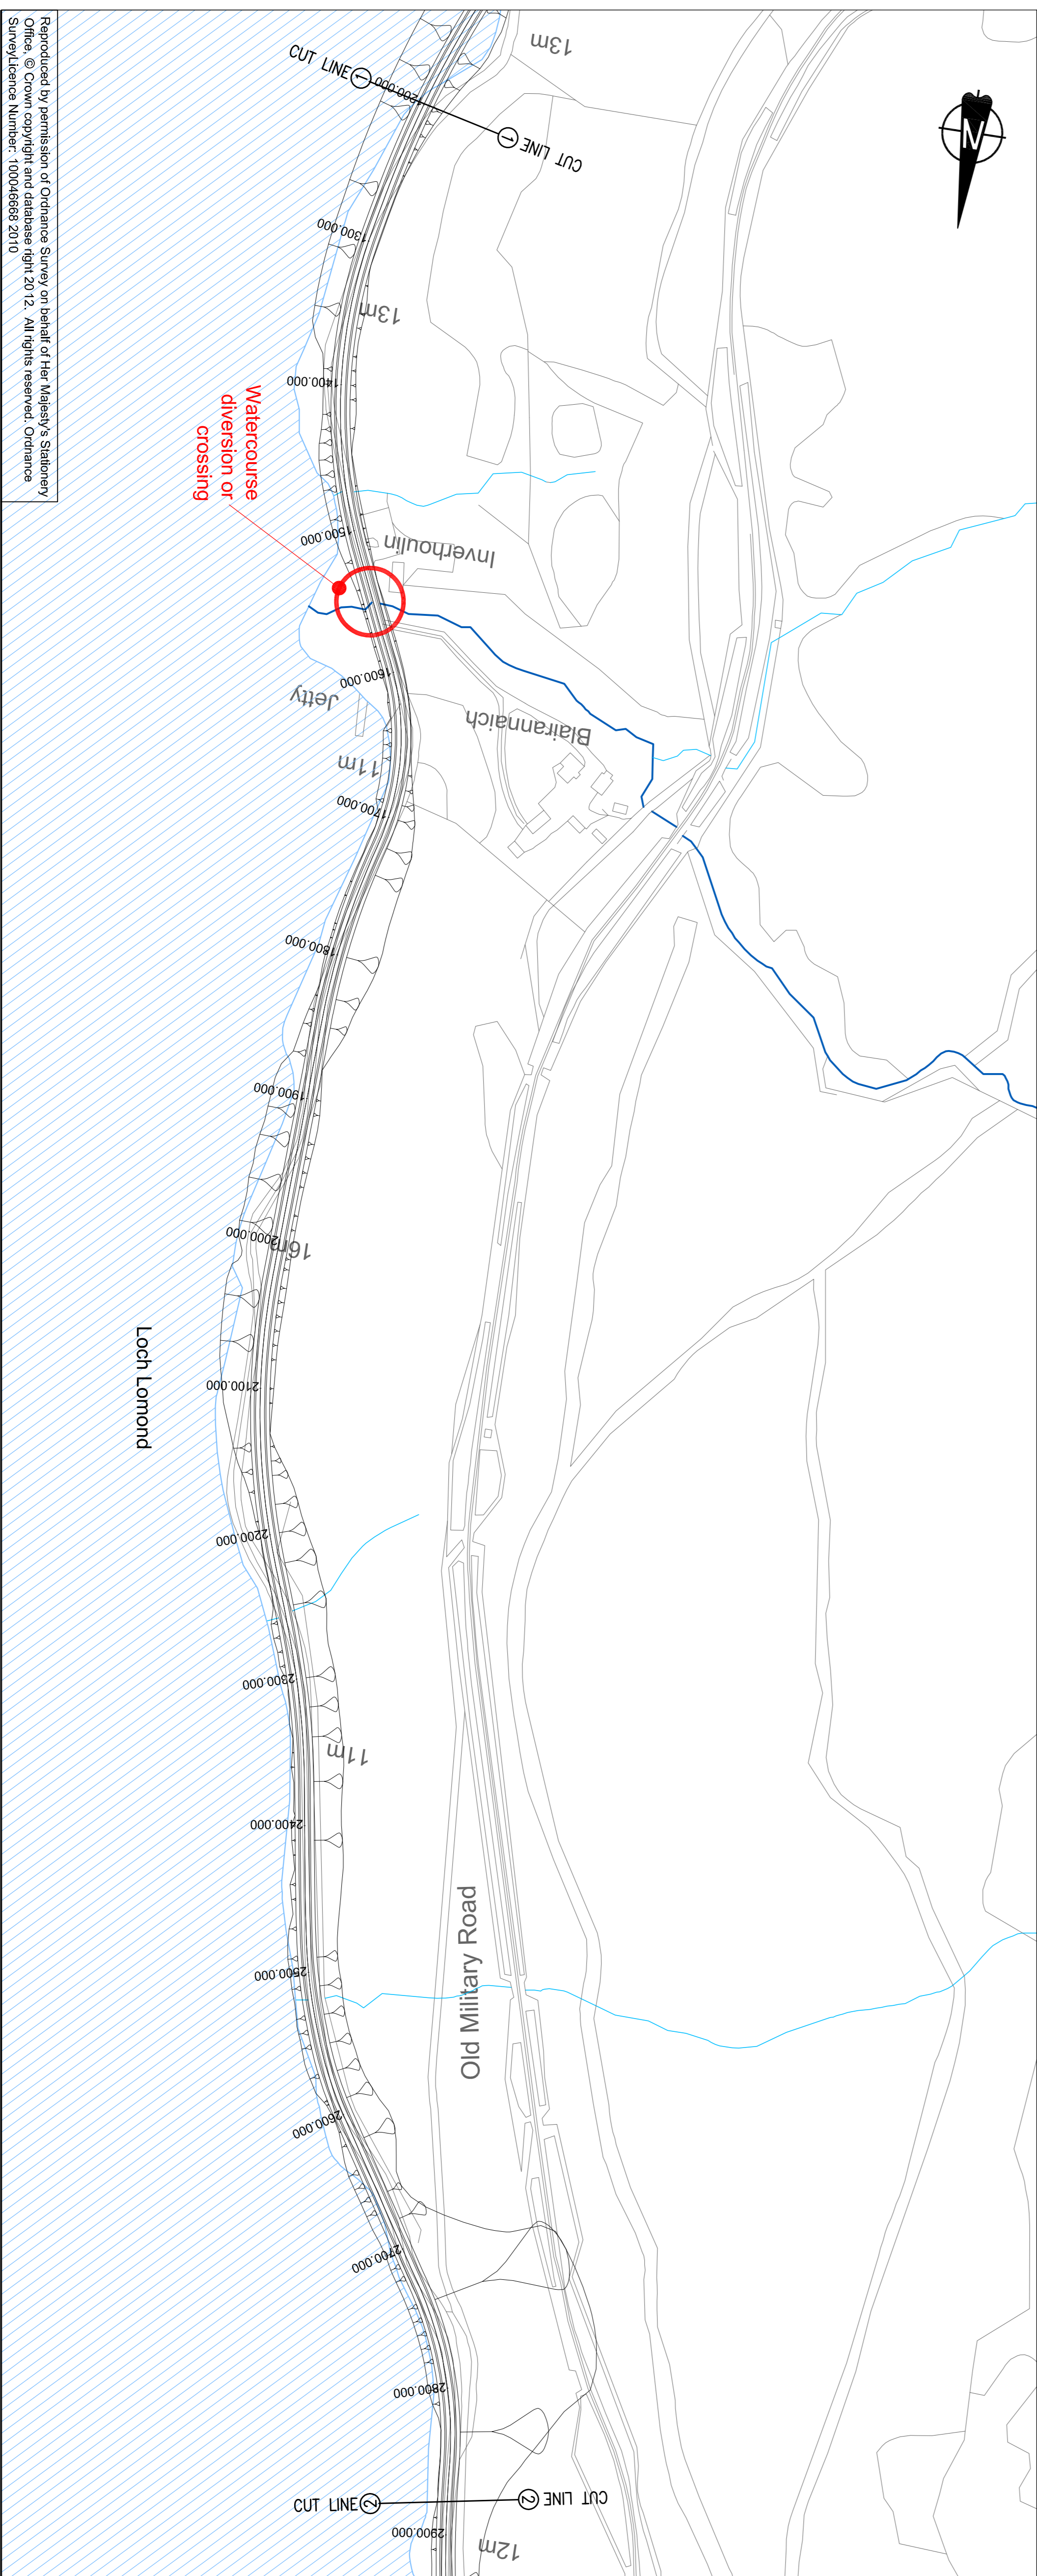 13m
CUT LINE 1
1200.000
1 CUT LINE
N
1300.000
13m
1400.000
Watercourse
diversion or
crossing
1500.000
Inverhoulin
1600.000
Jetty
Blairannaich
11m
1700.000
1800.000
1900.000
2000.000
16m
Loch Lomond
2100.000
2200.000
2300.000
11m
2400.000
Old Military Road
2500.000
2600.000
2700.000
2800.000
CUT LINE 2
2 CUT LINE
2900.000
12m
Reproduced by permission of Ordnance Survey on behalf of Her Majesty's Stationery
Office, © Crown copyright and database right 2012. All rights reserved. Ordnance
SurveyLicence Number: 100046668 2010